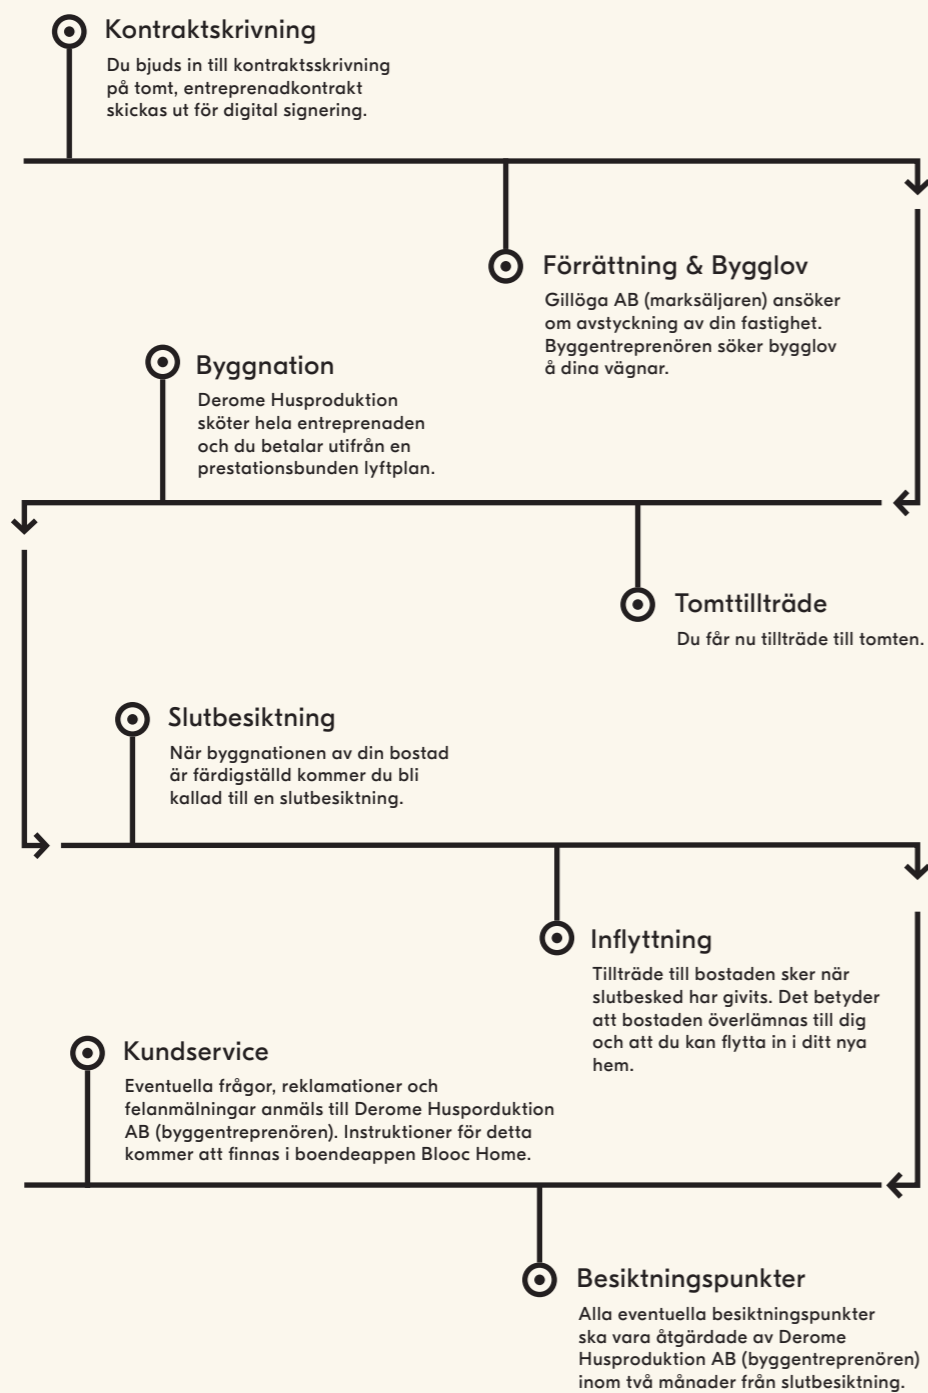 Kontraktskrivning
Du bjuds in till kontraktsskrivning
på tomt, entreprenadkontrakt
skickas ut för digital signering.
Förrättning & Bygglov
Gillöga AB (marksäljaren) ansöker
om avstyckning av din fastighet.
Byggentreprenören söker bygglov
å dina vägnar.
Tomttillträde
Du får nu tillträde till tomten.
Byggnation
Derome Husproduktion
sköter hela entreprenaden
och du betalar utifrån en
prestationsbunden lyftplan.
Slutbesiktning
När byggnationen av din bostad
är färdigställd kommer du bli
kallad till en slutbesiktning.
Inflyttning
Tillträde till bostaden sker när
slutbesked har givits. Det betyder
att bostaden överlämnas till dig
och att du kan flytta in i ditt nya
hem.
Besiktningspunkter
Alla eventuella besiktningspunkter
ska vara åtgärdade av Derome
Husproduktion AB (byggentreprenören)
inom två månader från slutbesiktning.
Kundservice
Eventuella frågor, reklamationer och
felanmälningar anmäls till Derome Husporduktion
AB (byggentreprenören). Instruktioner för detta
kommer att finnas i boendeappen Blooc Home.